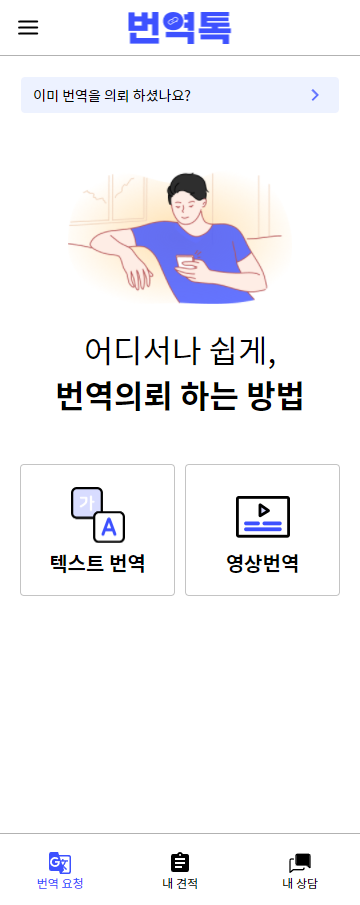 번역톡
이미 번역을 의뢰 하셨나요?
어디서나 쉽게,
번역의뢰 하는 방법
가
A
텍스트 번역
영상번역
G
번역 요청
내 견적
내 상담